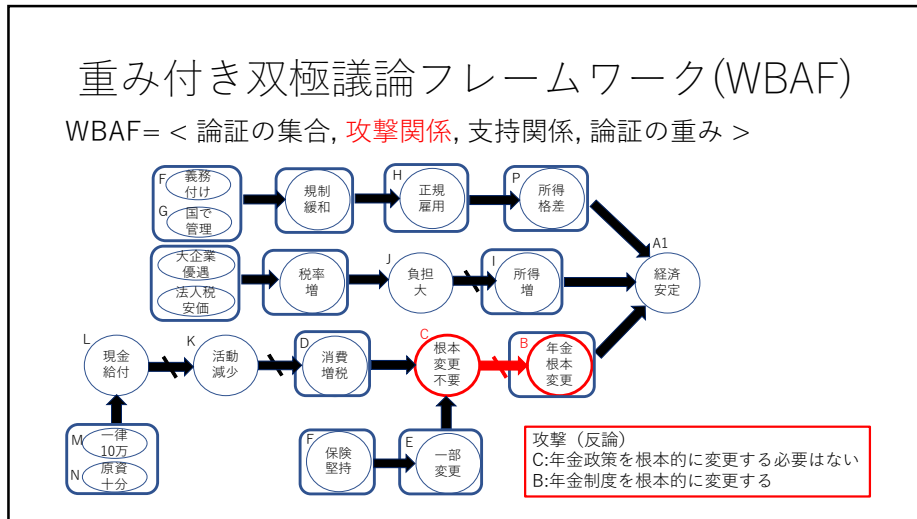 重み付き双極議論フレームワーク(WBAF)
WBAF= < 論証の集合, 攻撃関係, 支持関係, 論証の重み >
F
義務
付け
G
国で
管理
規制
緩和
H
正規
雇用
P
所得
格差
A1
経済
安定
大企業
優遇
法人税
安価
税率
増
J
負担
大
I
所得
増
L
現金
給付
K
活動
減少
D
消費
増税
C
根本
変更
不要
B
年金
根本
変更
M
一律
10万
N
原資
十分
F
保険
堅持
E
一部
変更
攻撃（反論）
C:年金政策を根本的に変更する必要はない
B:年金制度を根本的に変更する